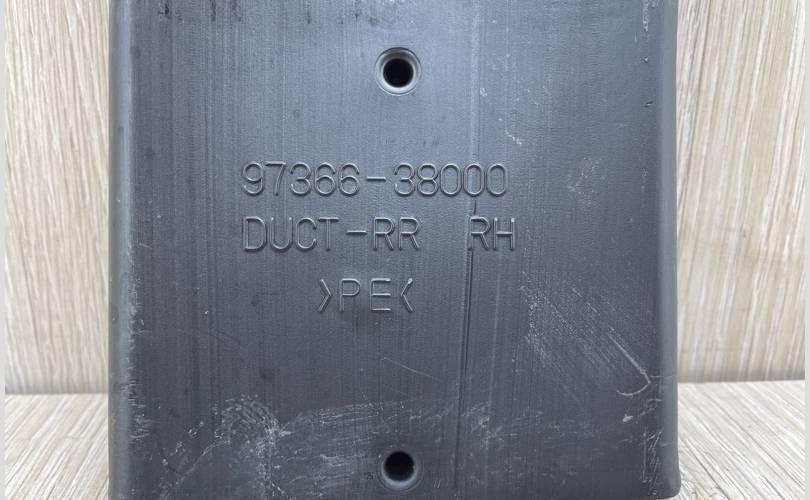 97366-38000
DUCT-RR RH
>PE<